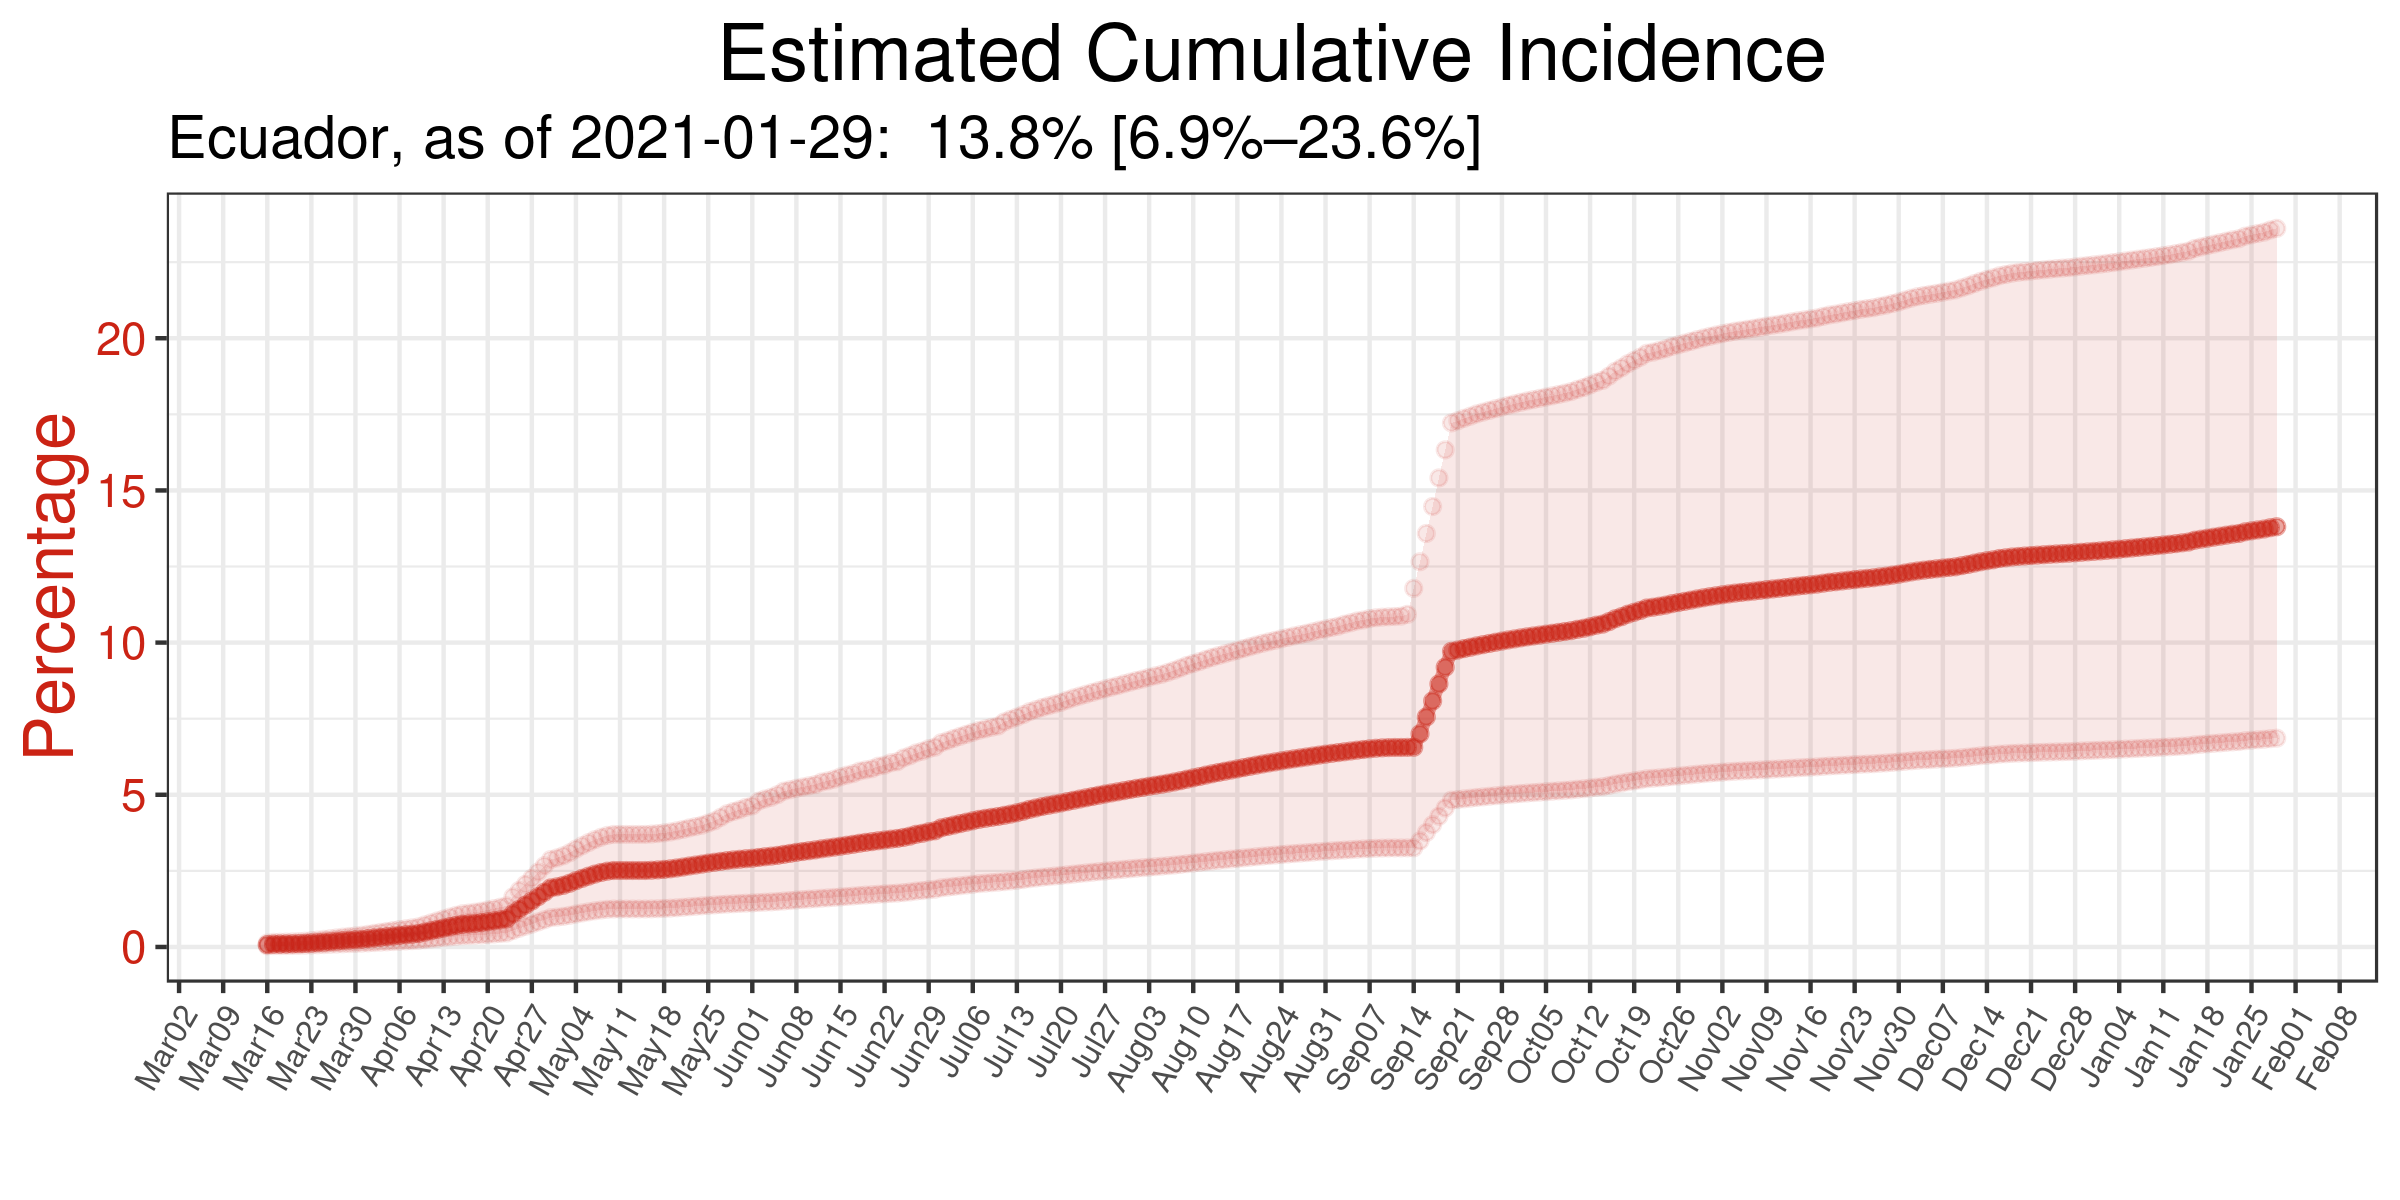 Estimated Cumulative Incidence
Ecuador, as of 2021-01-29:  13.8% [6.9%–23.6%]
Percentage
20
15
10
5
0
Mar02
Mar09
Mar16
Mar23
Mar30
Apr06
Apr13
Apr20
Apr27
May04
May11
May18
May25
Jun01
Jun08
Jun15
Jun22
Jun29
Jul06
Jul13
Jul20
Jul27
Aug03
Aug10
Aug17
Aug24
Aug31
Sep07
Sep14
Sep21
Sep28
Oct05
Oct12
Oct19
Oct26
Nov02
Nov09
Nov16
Nov23
Nov30
Dec07
Dec14
Dec21
Dec28
Jan04
Jan11
Jan18
Jan25
Feb01
Feb08